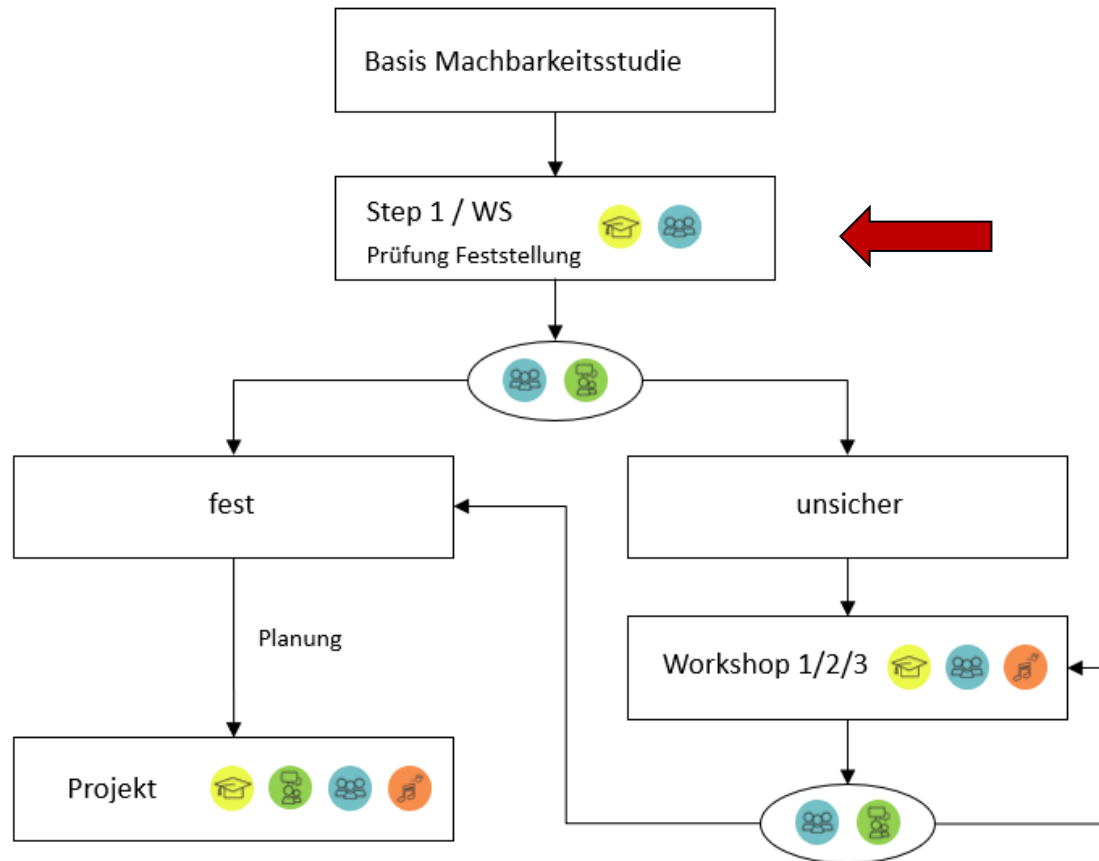 Basis Machbarkeitsstudie
Step 1 / WS
Prüfung Feststellung
fest
unsicher
Planung
Workshop 1/2/3
Projekt